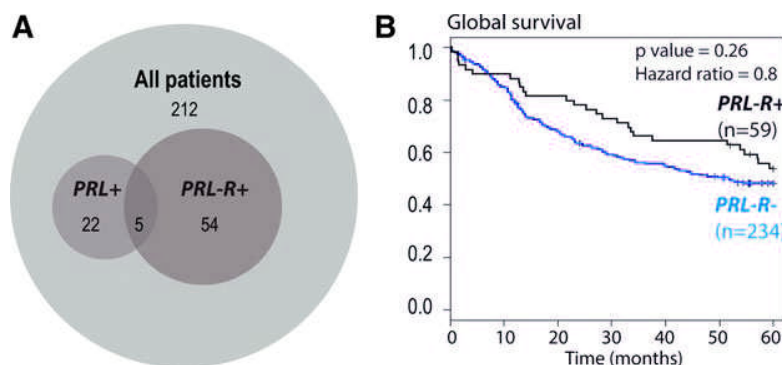 A
All patients
212
PRL+
PRL-R+
22
5
54
B
Global survival
p value = 0.26
Hazard ratio = 0.8
PRL-R+
(n=59)
PRL-R-
(n=234)
1.0
0.8
0.6
0.4
0.2
0.0
0
10
20
30
40
50
60
Time (months)